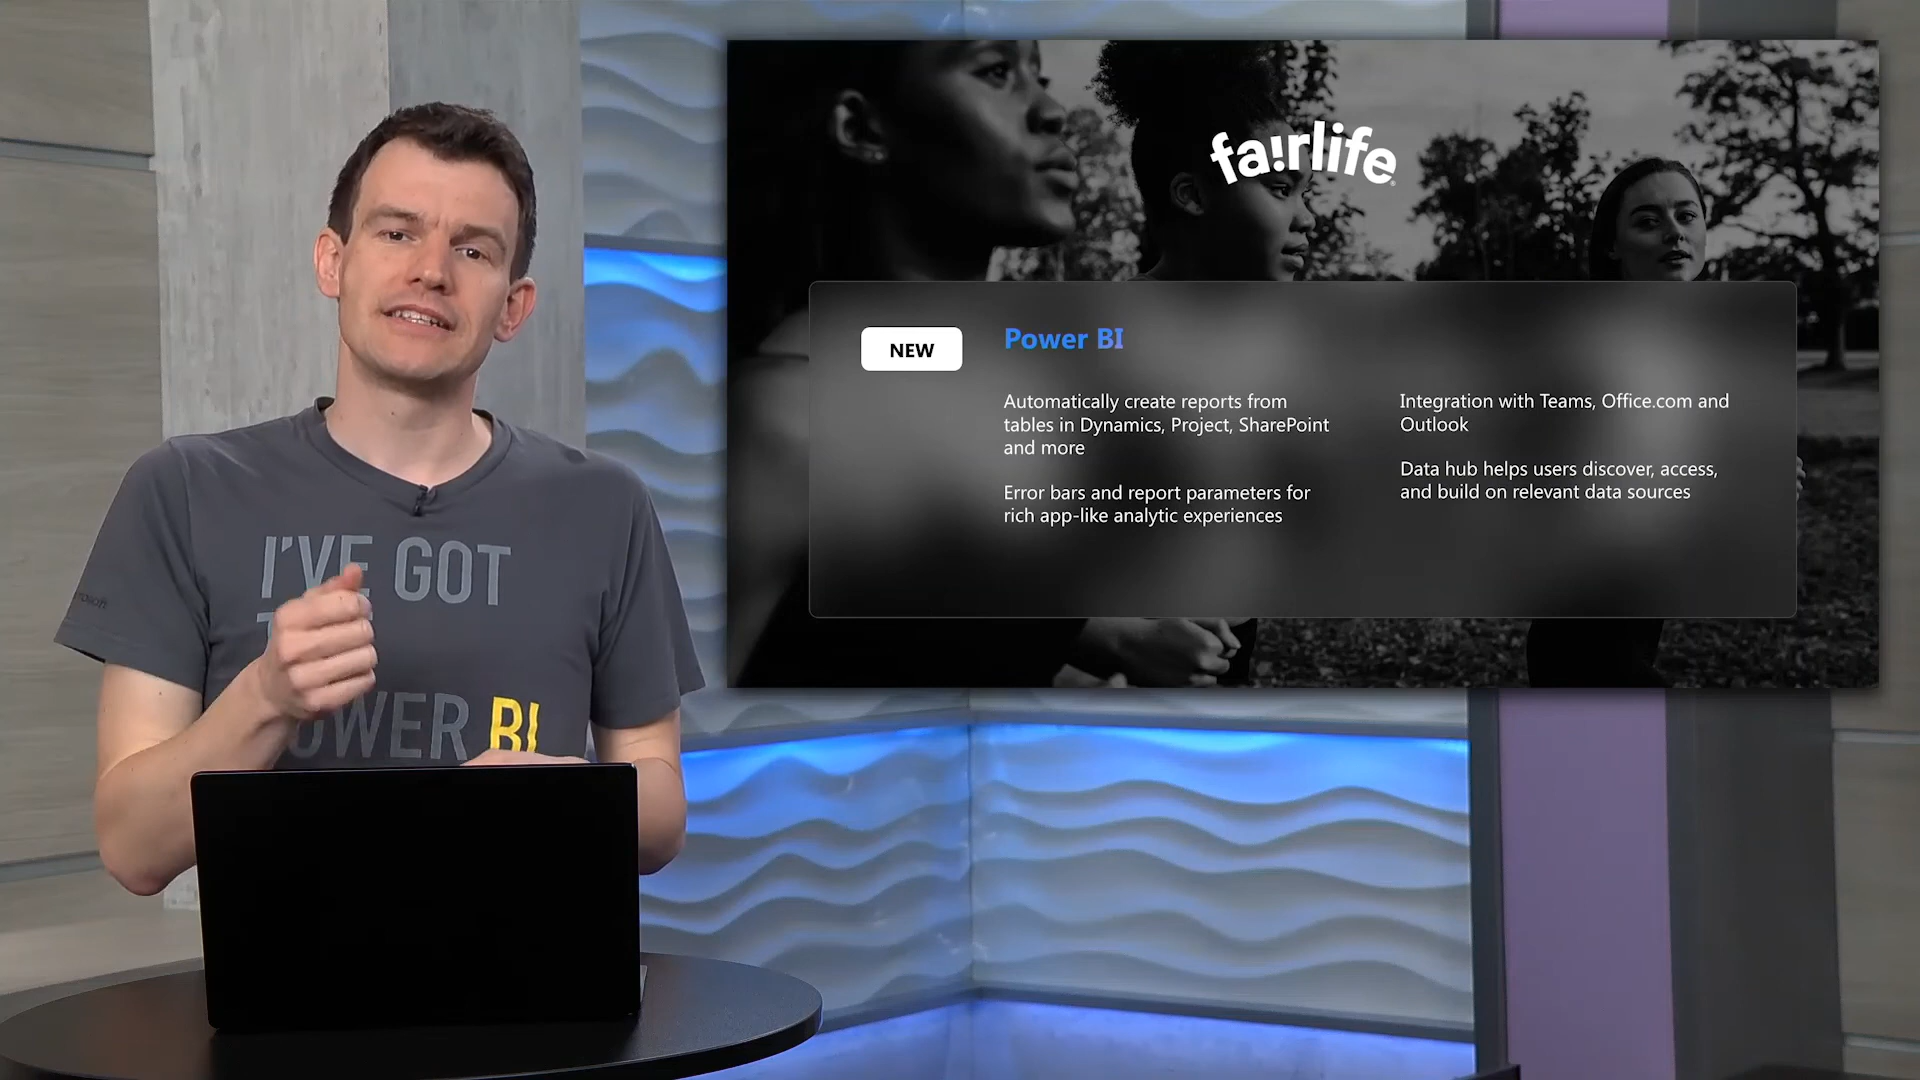 fa!rlife
NEW
Power BI
Automatically create reports from
tables in Dynamics, Project, SharePoint
and more
Error bars and report parameters for
rich app-like analytic experiences
Integration with Teams, Office.com and
Outlook
Data hub helps users discover, access,
and build on relevant data sources
I'VE GOT
POWER BI